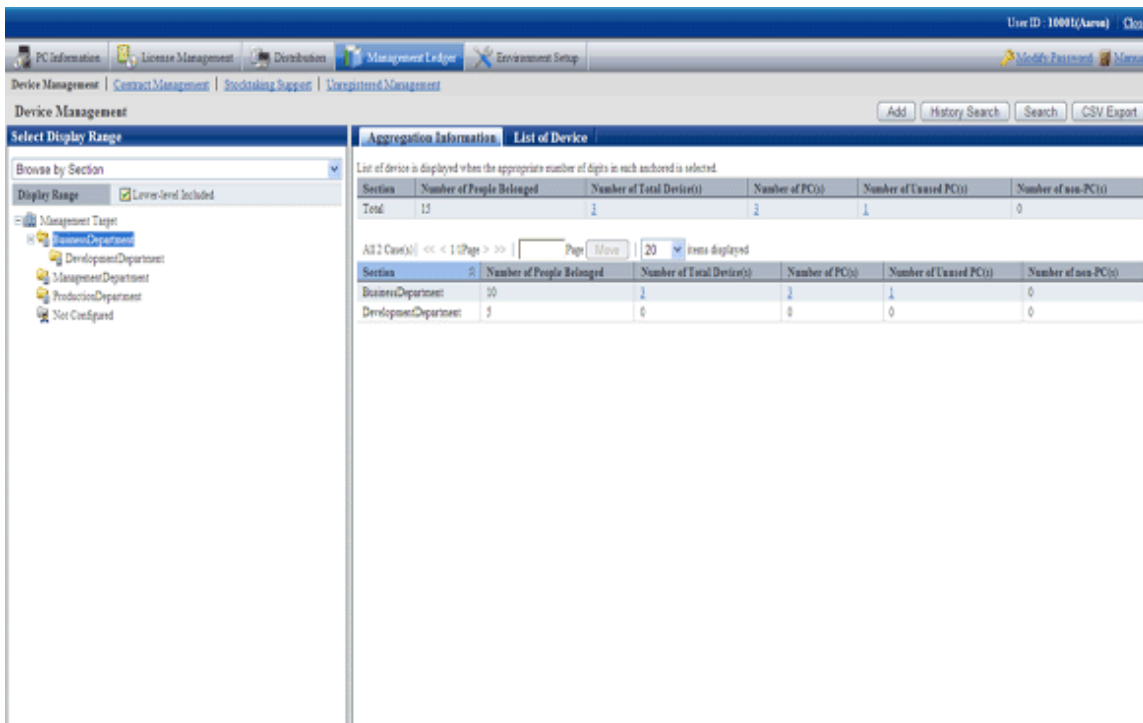 User ID : 10001(Aaron) Clos
PC Information License Management Distribution Management Ledger Environment Setup Modify Password Manua
Device Management | Contract Management | Stocktaking Support | Unregistered Management
Device Management Add History Search Search CSV Export
Select Display Range Aggregation Information List of Device
Browse by Section List of device is displayed when the appropriate number of digits in each anchored is selected.
Display Range Lower-level Included Section Number of People Belonged Number of Total Device(s) Number of PC(s) Number of Unused PC(s) Number of non-PC(s)
Total 15 3 3 1 0
Management Target
BusinessDepartment All 2 Case(s) | << < 1/1Page > >> | Page Move | 20 items displayed
DevelopmentDepartment
ManagementDepartment Section Number of People Belonged Number of Total Device(s) Number of PC(s) Number of Unused PC(s) Number of non-PC(s)
ProductionDepartment BusinessDepartment 10 3 3 1 0
Not Configured DevelopmentDepartment 5 0 0 0 0